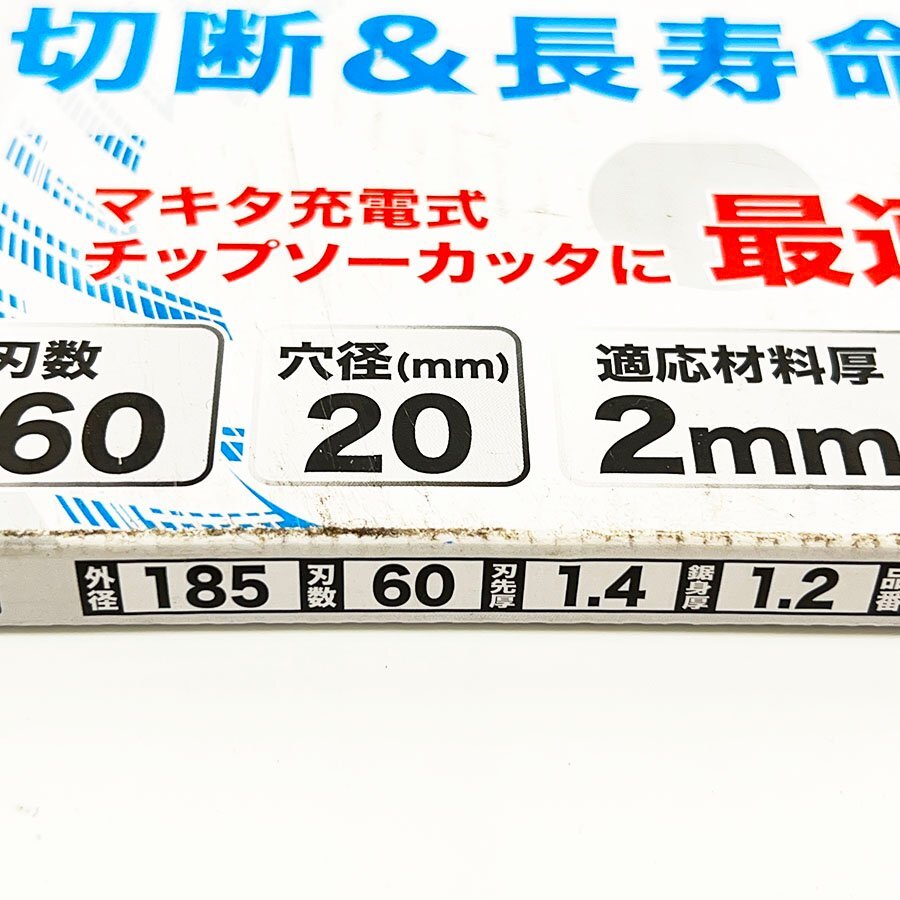 切断&長寿命
マキタ充電式
チップソーカッタに 最適
刃数 穴径(mm) 適応材料厚
60 20 2mm
外径 185 刃数 60 刃先厚 1.4 鋸身厚 1.2 品番